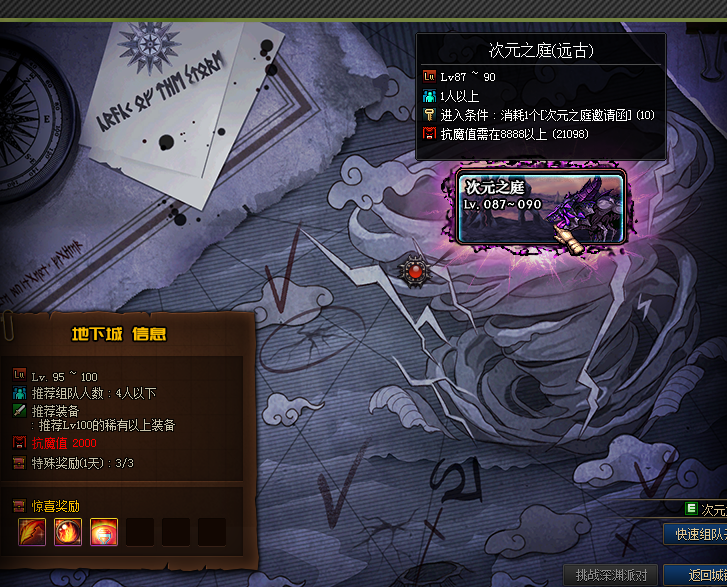 次元之庭(远古)
Lv87 ~ 90
1人以上
进入条件：消耗1个[次元之庭邀请函] (10)
抗魔值需在8888以上 (21098)
次元之庭
Lv. 087~090
地下城 信息
Lv. 95 ~ 100
推荐组队人数：4人以下
推荐装备
: 推荐Lv100的稀有以上装备
抗魔值 2000
特殊奖励(1天)：3/3
惊喜奖励
E 次元
快速组队
挑战深渊派对
返回城